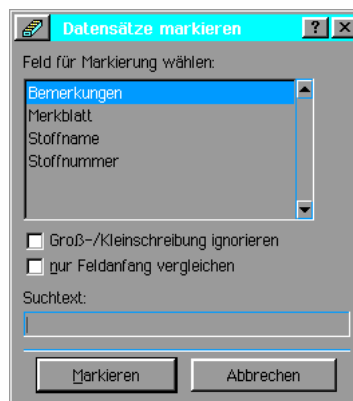 Datensätze markieren
Feld für Markierung wählen:
Bemerkungen
Merkblatt
Stoffname
Stoffnummer
Groß-/Kleinschreibung ignorieren
nur Feldanfang vergleichen
Suchtext:
Markieren Abbrechen